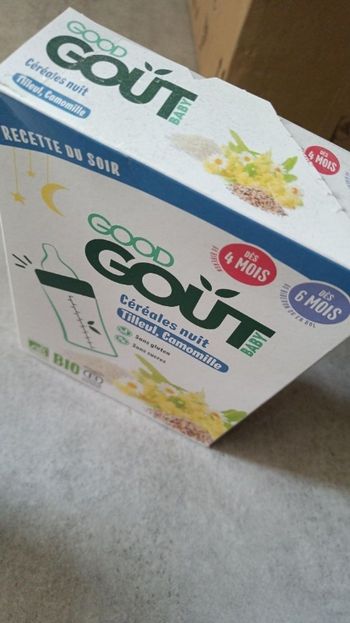 GOOD
GOÛT
BABY
Céréales nuit
Tilleul, Camomille
DÈS
4 MOIS
RECETTE DU SOIR
GOOD
GOÛT
BABY
Céréales nuit
Tilleul, Camomille
Sans gluten
Sans sucres
DÈS
4 MOIS
DÈS
6 MOIS
BIO